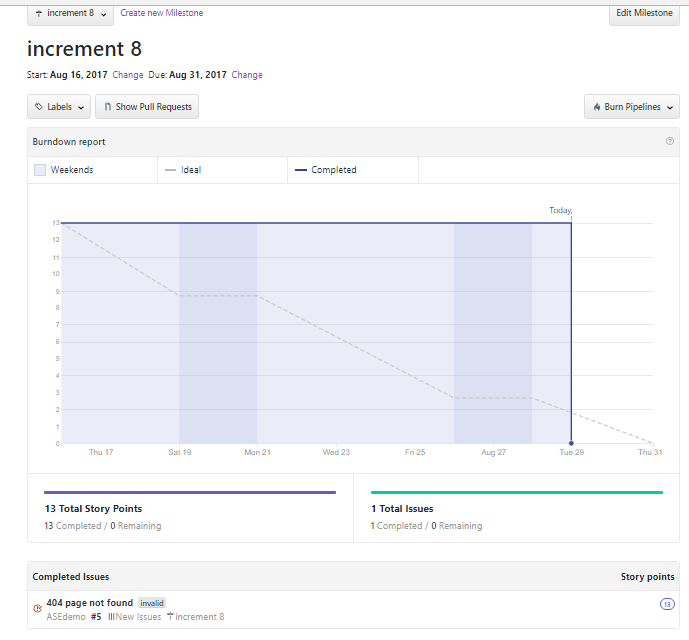 increment 8 Create new Milestone Edit Milestone
increment 8
Start: Aug 16, 2017 Change Due: Aug 31, 2017 Change
Labels Show Pull Requests Burn Pipelines
Burndown report
Weekends Ideal Completed
Today
13
12
11
10
9
8
7
6
5
4
3
2
1
0
Thu 17 Sat 19 Mon 21 Wed 23 Fri 25 Aug 27 Tue 29 Thu 31
13 Total Story Points 1 Total Issues
13 Completed / 0 Remaining 1 Completed / 0 Remaining
Completed Issues Story points
404 page not found invalid 13
ASEdemo #5 New Issues increment 8